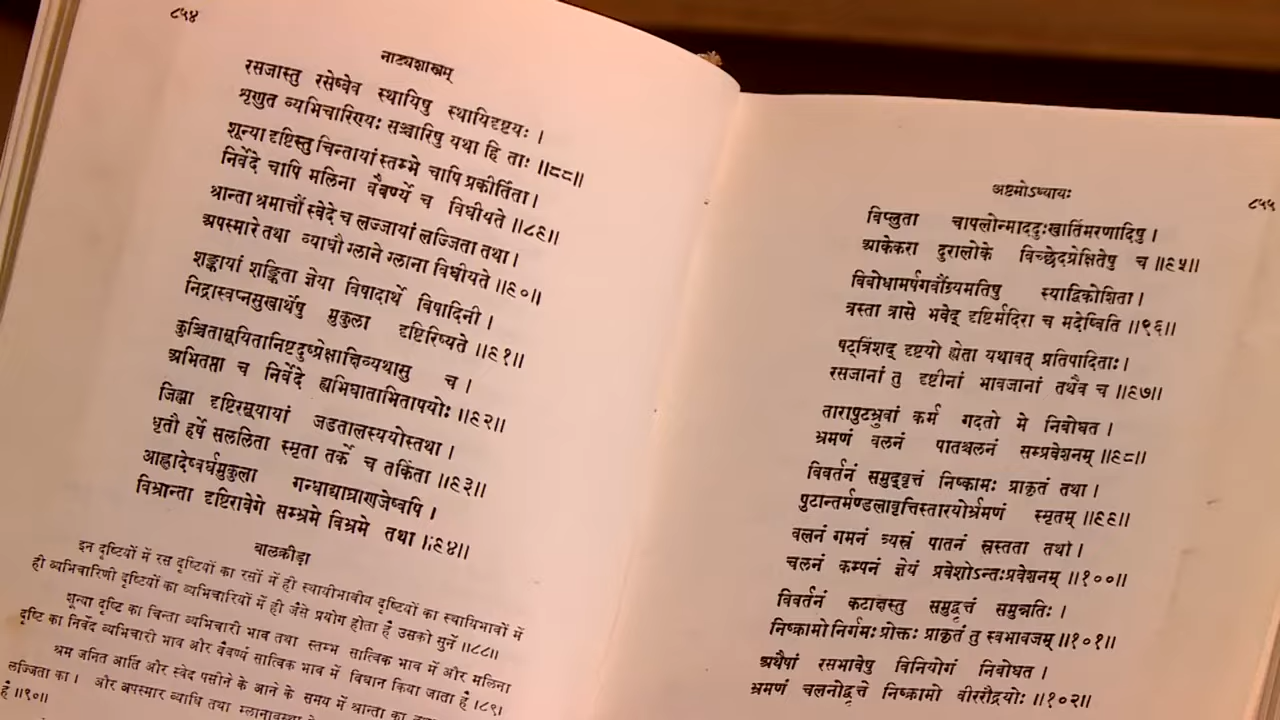 ८५४
नाट्यशास्त्रम्
रसजास्तु रसेष्वेव स्थायिषु स्थायिदृष्टयः ।
शृणुत व्यभिचारिण्यः सञ्चारिषु यथा हि ताः ॥८८॥
शून्या दृष्टिस्तु चिन्तायां स्तम्भे चापि प्रकीर्तिता ।
निर्वेदे चापि मलिना वैवर्ण्ये च विधीयते ॥८९॥
श्रान्ता श्रमार्त्तौ स्वेदे च लज्जायां लज्जिता तथा ।
अपस्मारे तथा व्याधौ ग्लाने ग्लाना विधीयते ॥९०॥
शङ्कायां शङ्किता ज्ञेया विषादार्थे विषादिनी ।
निद्रास्वप्नसुखार्थेषु मुकुला दृष्टिरिष्यते ॥९१॥
कुञ्चितासूयितानिष्टदुष्प्रेक्षाक्षिव्यथासु च ।
अभितप्ता च निर्वेदे ह्यभिघाताभितापयोः ॥९२॥
जिह्मा दृष्टिरसूयायां जडतालस्ययोस्तथा ।
धृतौ हर्षे सललिता स्मृता तर्के च तर्किता ॥९३॥
आह्लादेष्वर्धमुकुला गन्धाद्याघ्राणजेष्वपि ।
विभ्रान्ता दृष्टिरावेगे सम्भ्रमे विभ्रमे तथा ॥९४॥
बालक्रीड़ा
इन दृष्टियों में रस दृष्टियों का रसों में ही स्थायीभावीय दृष्टियों का स्थायिभावों में
ही व्यभिचारिणी दृष्टियों का व्यभिचारियों में ही जैसे प्रयोग होता है उसको सुनें ॥८८॥
शून्या दृष्टि का चिन्ता व्यभिचारी भाव तथा स्तम्भ सात्विक भाव में और मलिना
दृष्टि का निर्वेद व्यभिचारी भाव और वैवर्ण्य सात्विक भाव में विधान किया जाता है ।८९।
श्रम जनित आर्ति और स्वेद पसीने के आने के समय में श्रान्ता का
लज्जिता का । और अपस्मार व्याधि तथा
है ॥९०॥
अष्टमोऽध्यायः
८५५
विप्लुता चापलोन्माददुःखार्तिमरणादिषु ।
आकेकरा दुरालोके विच्छेदप्रेक्षितेषु च ॥९५॥
विबोधामर्षगर्वौग्र्यमतिषु स्याद्विकोशिता ।
त्रस्ता त्रासे भवेद् दृष्टिर्मदिरा च मदेष्विति ॥९६॥
षट्त्रिंशद् दृष्टयो ह्येता यथावत् प्रतिपादिताः ।
रसजानां तु दृष्टीनां भावजानां तथैव च ॥९७॥
तारापुटभ्रुवां कर्म गदतो मे निबोधत ।
भ्रमणं वलनं पातश्चलनं सम्प्रवेशनम् ॥९८॥
विवर्तनं समुद्वृत्तं निष्कामः प्राकृतं तथा ।
पुटान्तर्मण्डलावृत्तिस्तारयोर्भ्रमणं स्मृतम् ॥९९॥
वलनं गमनं त्र्यस्रं पातनं स्रस्तता तथा ।
चलनं कम्पनं ज्ञेयं प्रवेशोऽन्तःप्रवेशनम् ॥१००॥
विवर्तनं कटाक्षस्तु समुद्वृत्तं समुन्नतिः ।
निष्कामो निर्गमः प्रोक्तः प्राकृतं तु स्वभावजम् ॥१०१॥
अथैषां रसभावेषु विनियोगं निबोधत ।
भ्रमणं चलनोद्वृत्ते निष्कामो वीररौद्रयोः ॥१०२॥